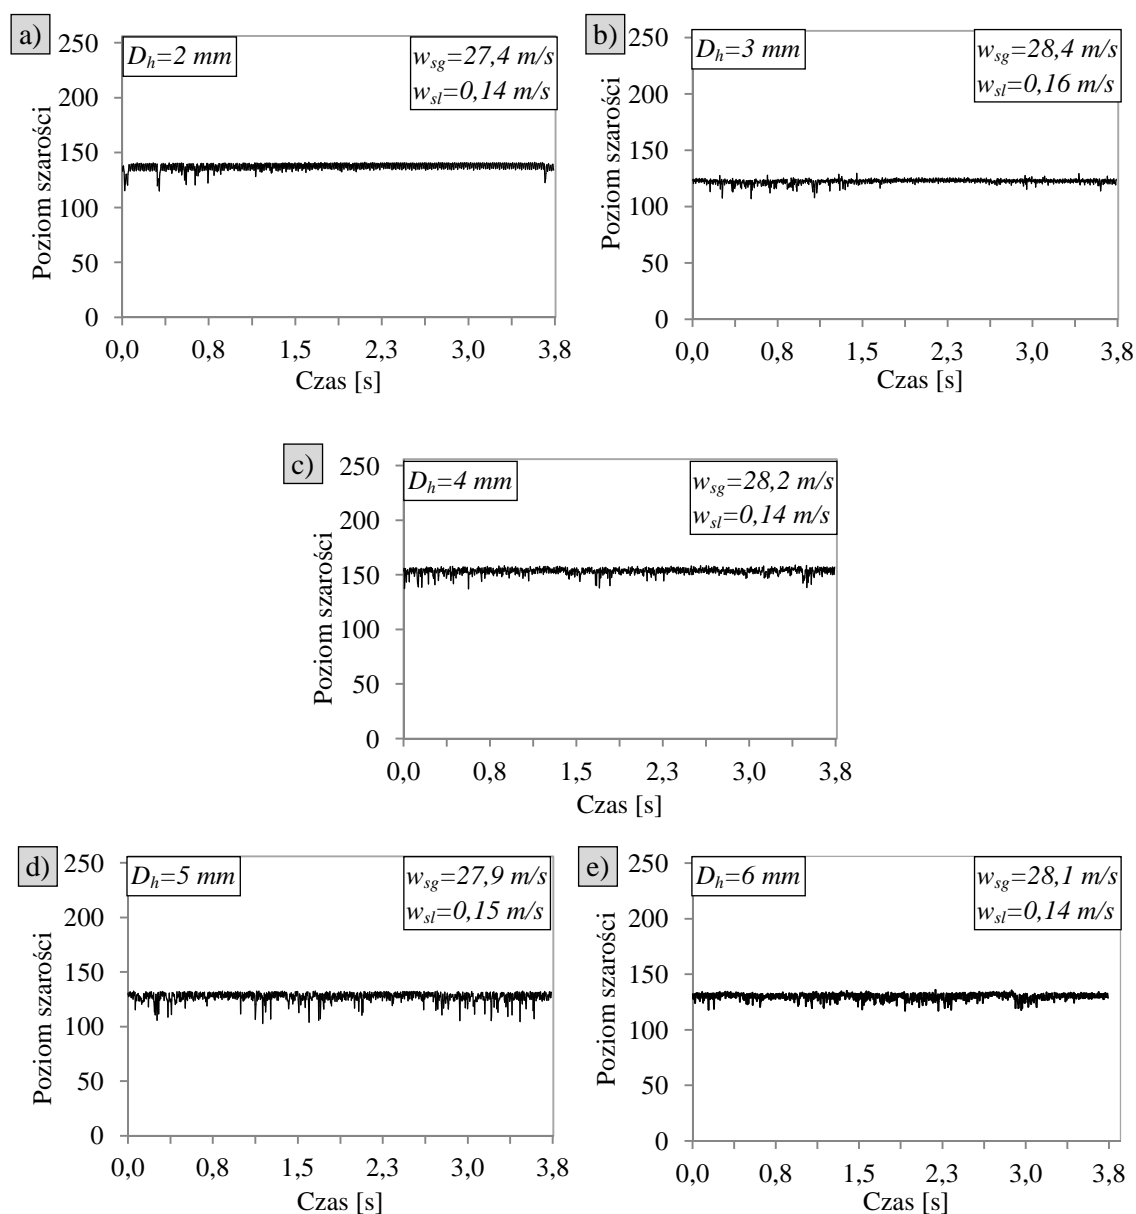 a)
250
200
150
100
50
0
Poziom szarości
D_h=2 mm
w_sg=27,4 m/s
w_sl=0,14 m/s
0,0 0,8 1,5 2,3 3,0 3,8
Czas [s]
b)
250
200
150
100
50
0
Poziom szarości
D_h=3 mm
w_sg=28,4 m/s
w_sl=0,16 m/s
0,0 0,8 1,5 2,3 3,0 3,8
Czas [s]
c)
250
200
150
100
50
0
Poziom szarości
D_h=4 mm
w_sg=28,2 m/s
w_sl=0,14 m/s
0,0 0,8 1,5 2,3 3,0 3,8
Czas [s]
d)
250
200
150
100
50
0
Poziom szarości
D_h=5 mm
w_sg=27,9 m/s
w_sl=0,15 m/s
0,0 0,8 1,5 2,3 3,0 3,8
Czas [s]
e)
250
200
150
100
50
0
Poziom szarości
D_h=6 mm
w_sg=28,1 m/s
w_sl=0,14 m/s
0,0 0,8 1,5 2,3 3,0 3,8
Czas [s]